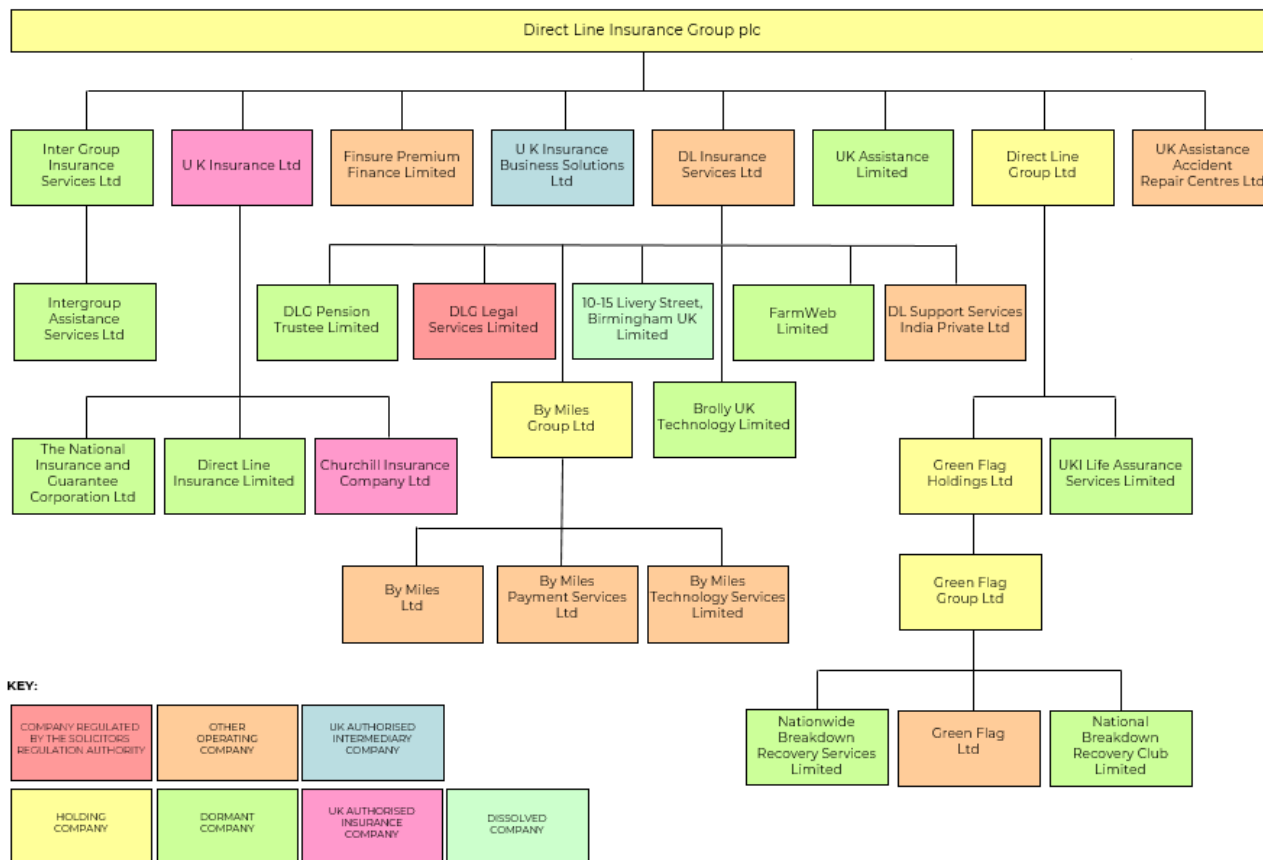 Direct Line Insurance Group plc
Inter Group
Insurance
Services Ltd
U K Insurance Ltd
Finsure Premium
Finance Limited
U K Insurance
Business Solutions
Ltd
DL Insurance
Services Ltd
UK Assistance
Limited
Direct Line
Group Ltd
UK Assistance
Accident
Repair Centres Ltd
Intergroup
Assistance
Services Ltd
DLG Pension
Trustee Limited
DLG Legal
Services Limited
10-15 Livery Street,
Birmingham UK
Limited
FarmWeb
Limited
DL Support Services
India Private Ltd
By Miles
Group Ltd
Brolly UK
Technology Limited
The National
Insurance and
Guarantee
Corporation Ltd
Direct Line
Insurance Limited
Churchill Insurance
Company Ltd
Green Flag
Holdings Ltd
UKI Life Assurance
Services Limited
By Miles
Ltd
By Miles
Payment Services
Ltd
By Miles
Technology Services
Limited
Green Flag
Group Ltd
Nationwide
Breakdown
Recovery Services
Limited
Green Flag
Ltd
National
Breakdown
Recovery Club
Limited
KEY:
COMPANY REGULATED
BY THE SOLICITORS
REGULATION AUTHORITY
OTHER
OPERATING
COMPANY
UK AUTHORISED
INTERMEDIARY
COMPANY
HOLDING
COMPANY
DORMANT
COMPANY
UK AUTHORISED
INSURANCE
COMPANY
DISSOLVED
COMPANY